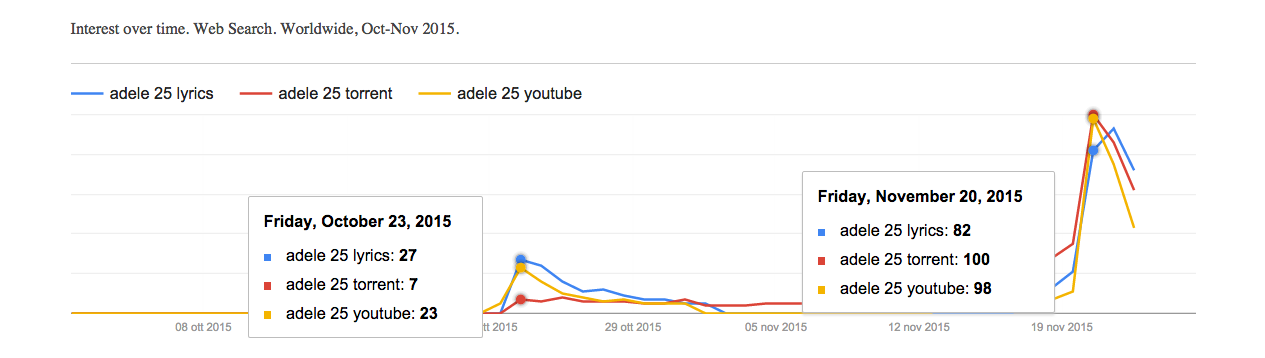 Interest over time. Web Search. Worldwide, Oct-Nov 2015.
adele 25 lyrics adele 25 torrent adele 25 youtube
Friday, October 23, 2015
adele 25 lyrics: 27
adele 25 torrent: 7
adele 25 youtube: 23
Friday, November 20, 2015
adele 25 lyrics: 82
adele 25 torrent: 100
adele 25 youtube: 98
08 ott 2015 tt 2015 29 ott 2015 05 nov 2015 12 nov 2015 19 nov 2015